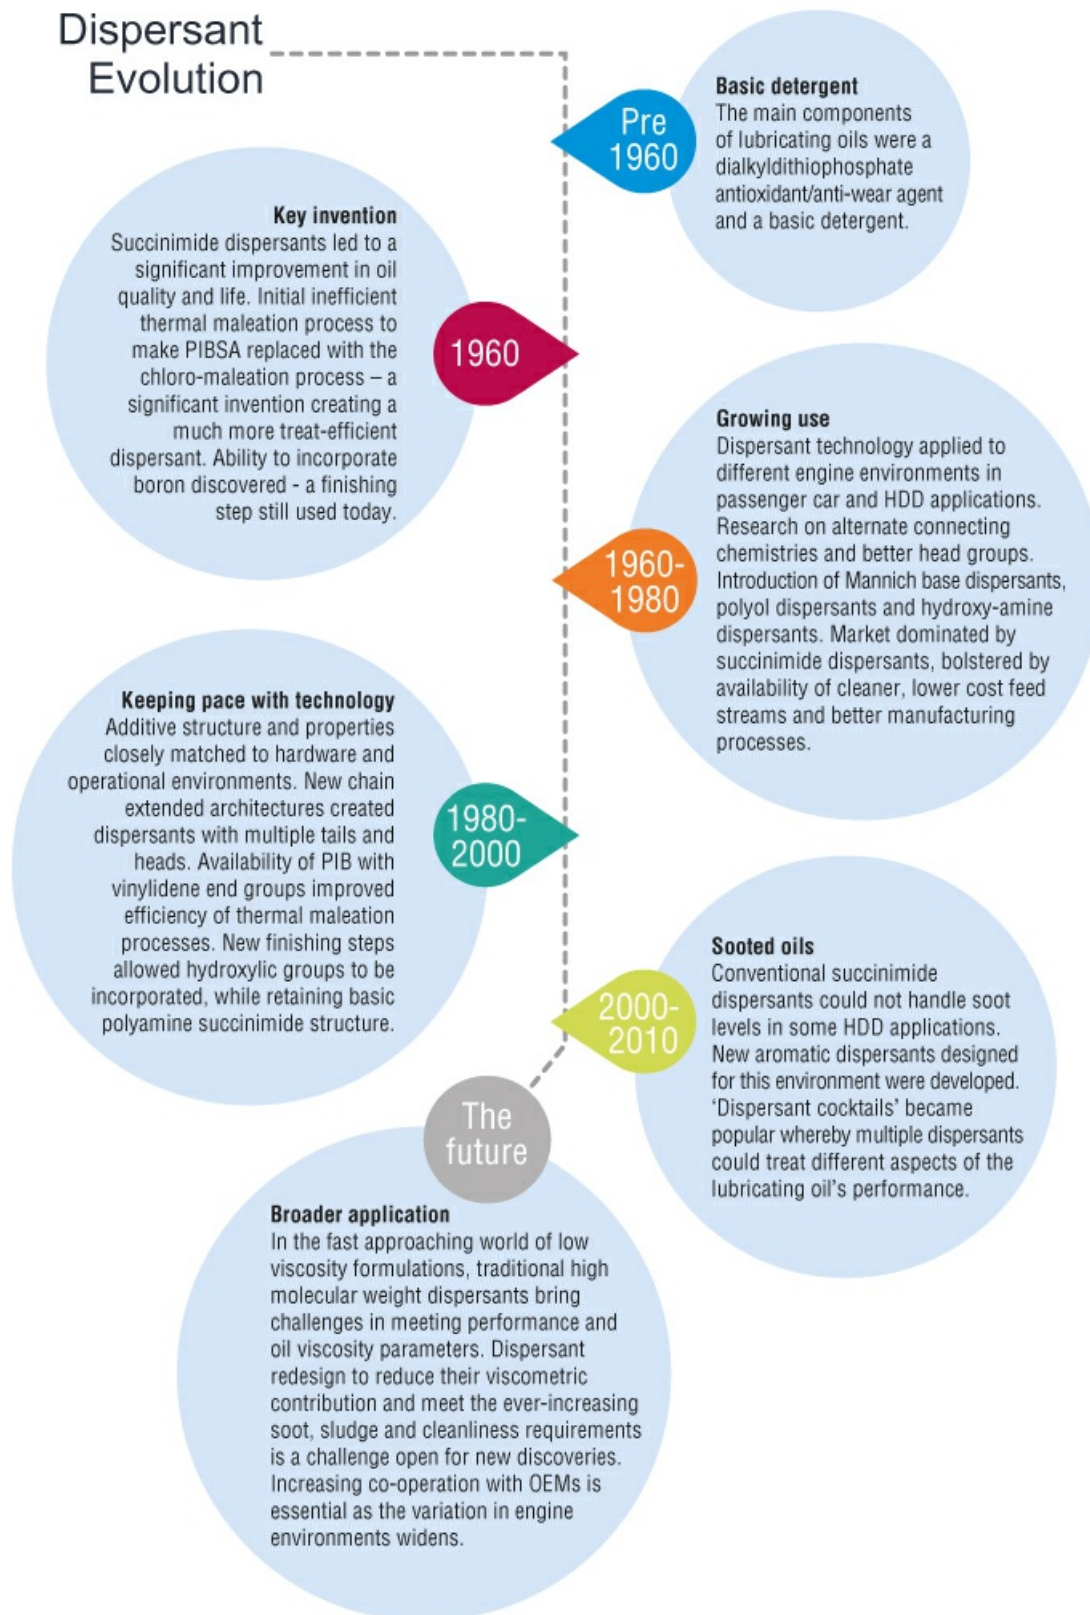 Dispersant
Evolution
Pre
1960
Basic detergent
The main components
of lubricating oils were a
dialkyldithiophosphate
antioxidant/anti-wear agent
and a basic detergent.
Key invention
Succinimide dispersants led to a
significant improvement in oil
quality and life. Initial inefficient
thermal maleation process to
make PIBSA replaced with the
chloro-maleation process – a
significant invention creating a
much more treat-efficient
dispersant. Ability to incorporate
boron discovered - a finishing
step still used today.
1960
Growing use
Dispersant technology applied to
different engine environments in
passenger car and HDD applications.
Research on alternate connecting
chemistries and better head groups.
Introduction of Mannich base dispersants,
polyol dispersants and hydroxy-amine
dispersants. Market dominated by
succinimide dispersants, bolstered by
availability of cleaner, lower cost feed
streams and better manufacturing
processes.
1960-
1980
Keeping pace with technology
Additive structure and properties
closely matched to hardware and
operational environments. New chain
extended architectures created
dispersants with multiple tails and
heads. Availability of PIB with
vinylidene end groups improved
efficiency of thermal maleation
processes. New finishing steps
allowed hydroxylic groups to be
incorporated, while retaining basic
polyamine succinimide structure.
1980-
2000
Sooted oils
Conventional succinimide
dispersants could not handle soot
levels in some HDD applications.
New aromatic dispersants designed
for this environment were developed.
‘Dispersant cocktails’ became
popular whereby multiple dispersants
could treat different aspects of the
lubricating oil’s performance.
2000-
2010
The
future
Broader application
In the fast approaching world of low
viscosity formulations, traditional high
molecular weight dispersants bring
challenges in meeting performance and
oil viscosity parameters. Dispersant
redesign to reduce their viscometric
contribution and meet the ever-increasing
soot, sludge and cleanliness requirements
is a challenge open for new discoveries.
Increasing co-operation with OEMs is
essential as the variation in engine
environments widens.